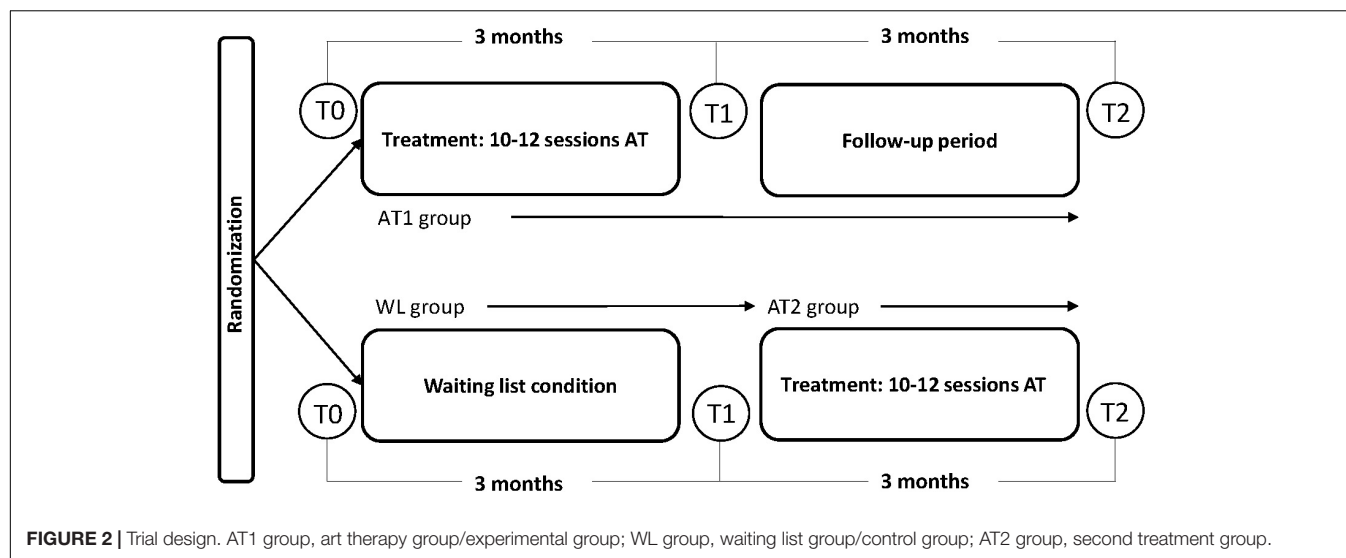 Randomization
3 months
3 months
T0
Treatment: 10-12 sessions AT
T1
Follow-up period
T2
AT1 group
WL group
AT2 group
T0
Waiting list condition
T1
Treatment: 10-12 sessions AT
T2
3 months
3 months
FIGURE 2 | Trial design. AT1 group, art therapy group/experimental group; WL group, waiting list group/control group; AT2 group, second treatment group.